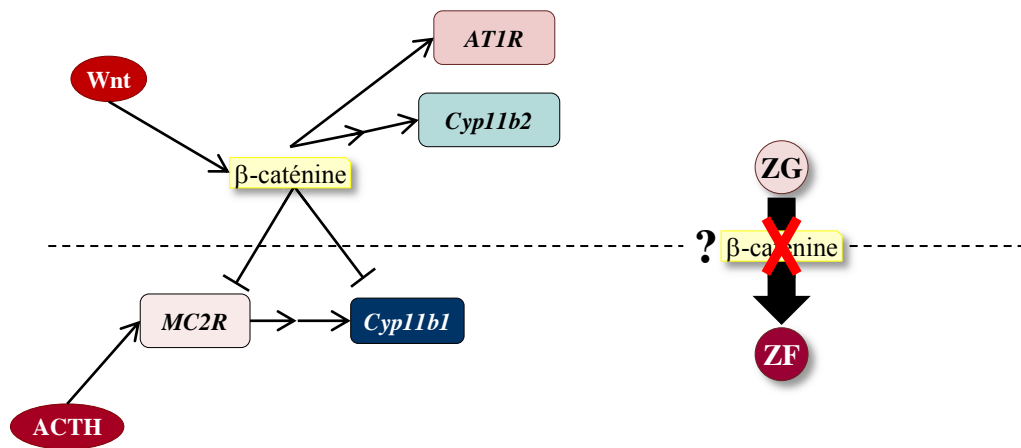 AT1R
Wnt
Cyp11b2
β-caténine
ZG
? β-caténine
MC2R
Cyp11b1
ZF
ACTH